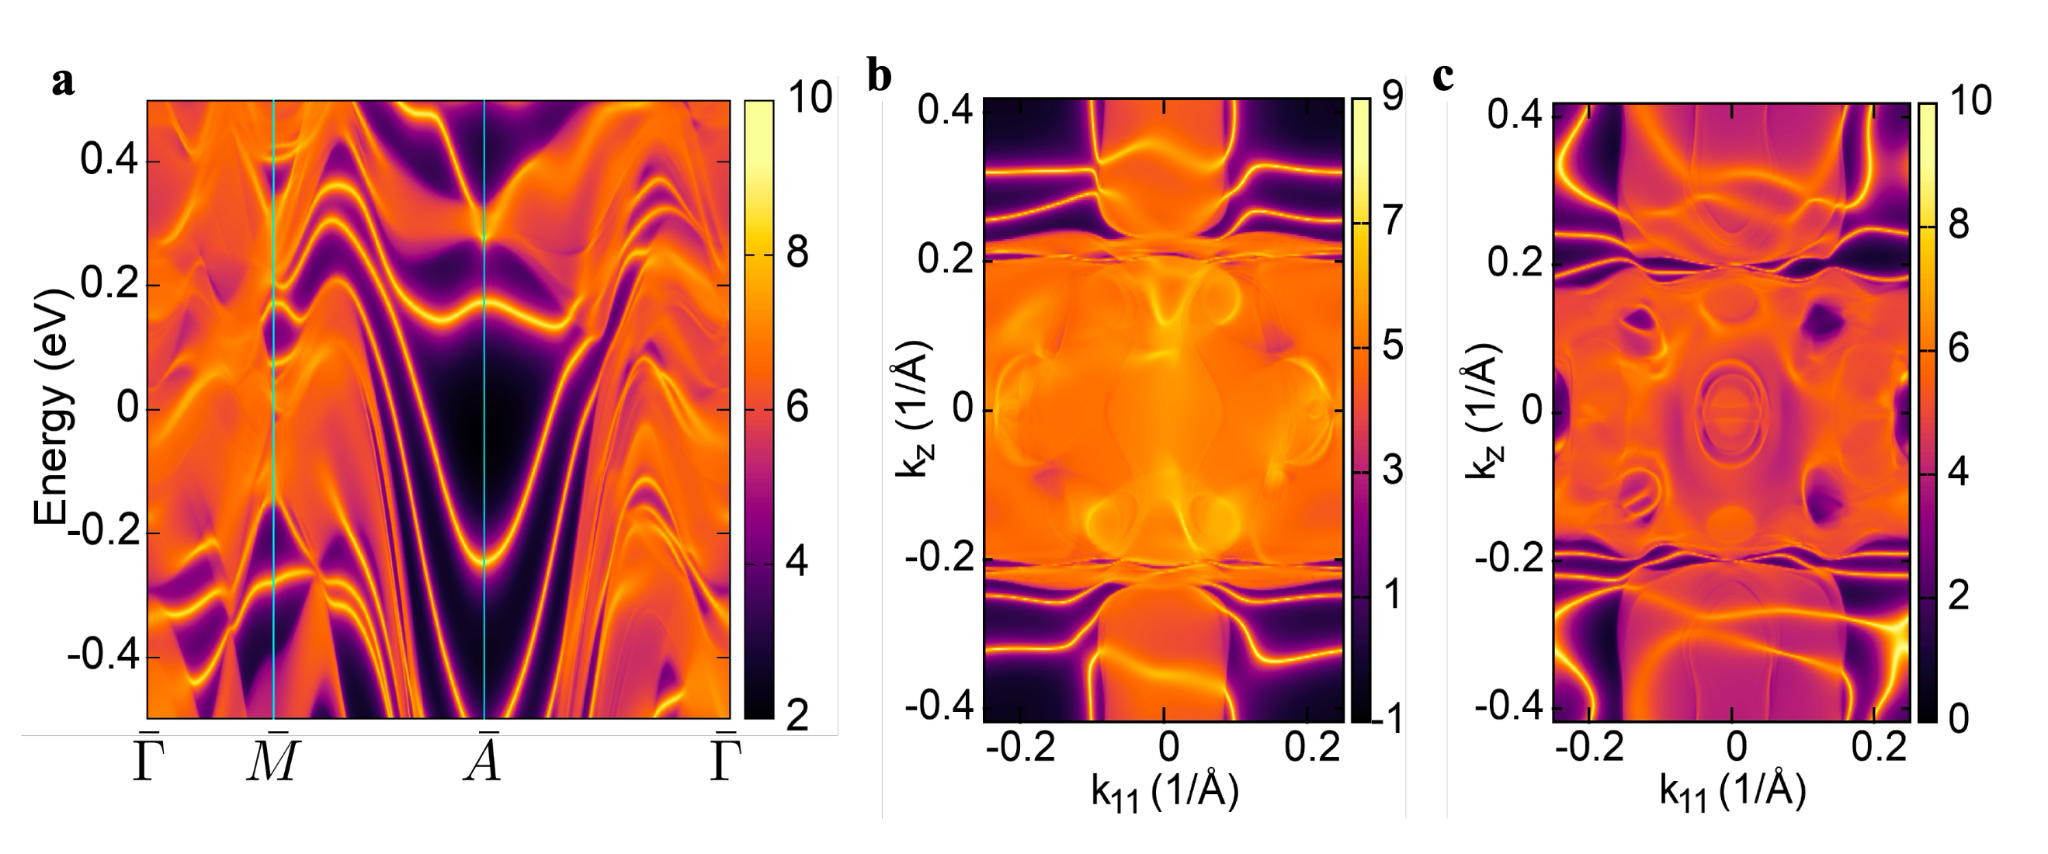 a
Energy (eV)
0.4
0.2
0
-0.2
-0.4
Γ̅ M̅ A̅ Γ̅
10
8
6
4
2
b
k_z (1/Å)
0.4
0.2
0
-0.2
-0.4
-0.2 0 0.2
k_11 (1/Å)
9
7
5
3
1
-1
c
k_z (1/Å)
0.4
0.2
0
-0.2
-0.4
-0.2 0 0.2
k_11 (1/Å)
10
8
6
4
2
0